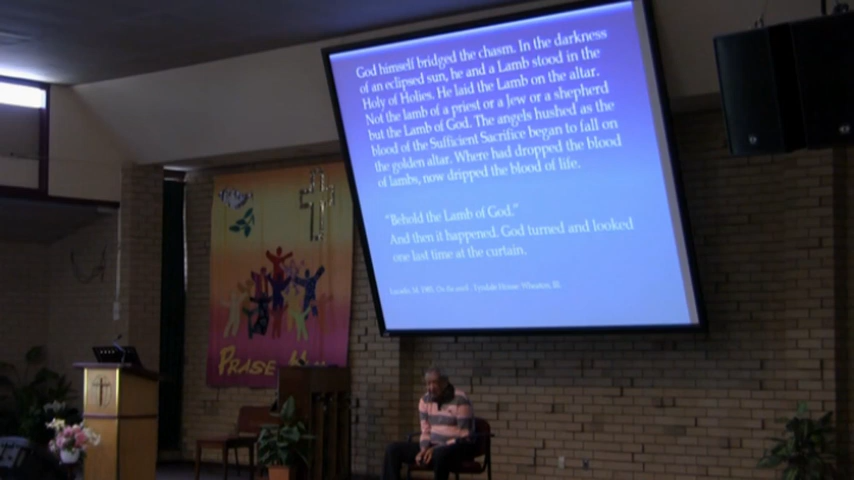 God himself bridged the chasm. In the darkness
of an eclipsed sun, he and a Lamb stood in the
Holy of Holies. He laid the Lamb on the altar.
Not the lamb of a priest or a Jew or a shepherd
but the Lamb of God. The angels hushed as the
blood of the Sufficient Sacrifice began to fall on
the golden altar. Where had dropped the blood
of lambs, now dripped the blood of life.
"Behold the Lamb of God."
And then it happened. God turned and looked
one last time at the curtain.
House: Wheaton, Ill.
PRAISE